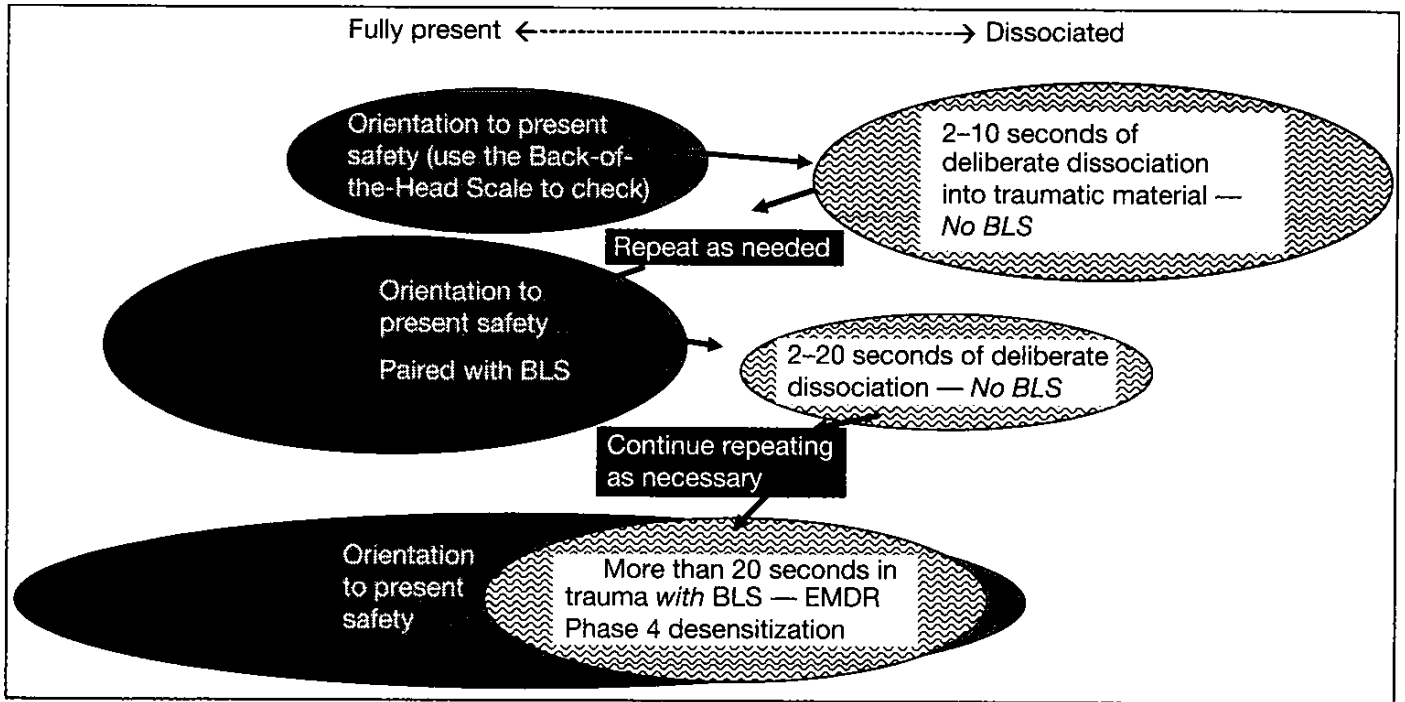 Fully present <----------------------> Dissociated
Orientation to present
safety (use the Back-of-
the-Head Scale to check)
2–10 seconds of
deliberate dissociation
into traumatic material —
No BLS
Repeat as needed
Orientation to
present safety
Paired with BLS
2–20 seconds of deliberate
dissociation — No BLS
Continue repeating
as necessary
Orientation
to present
safety
More than 20 seconds in
trauma with BLS — EMDR
Phase 4 desensitization